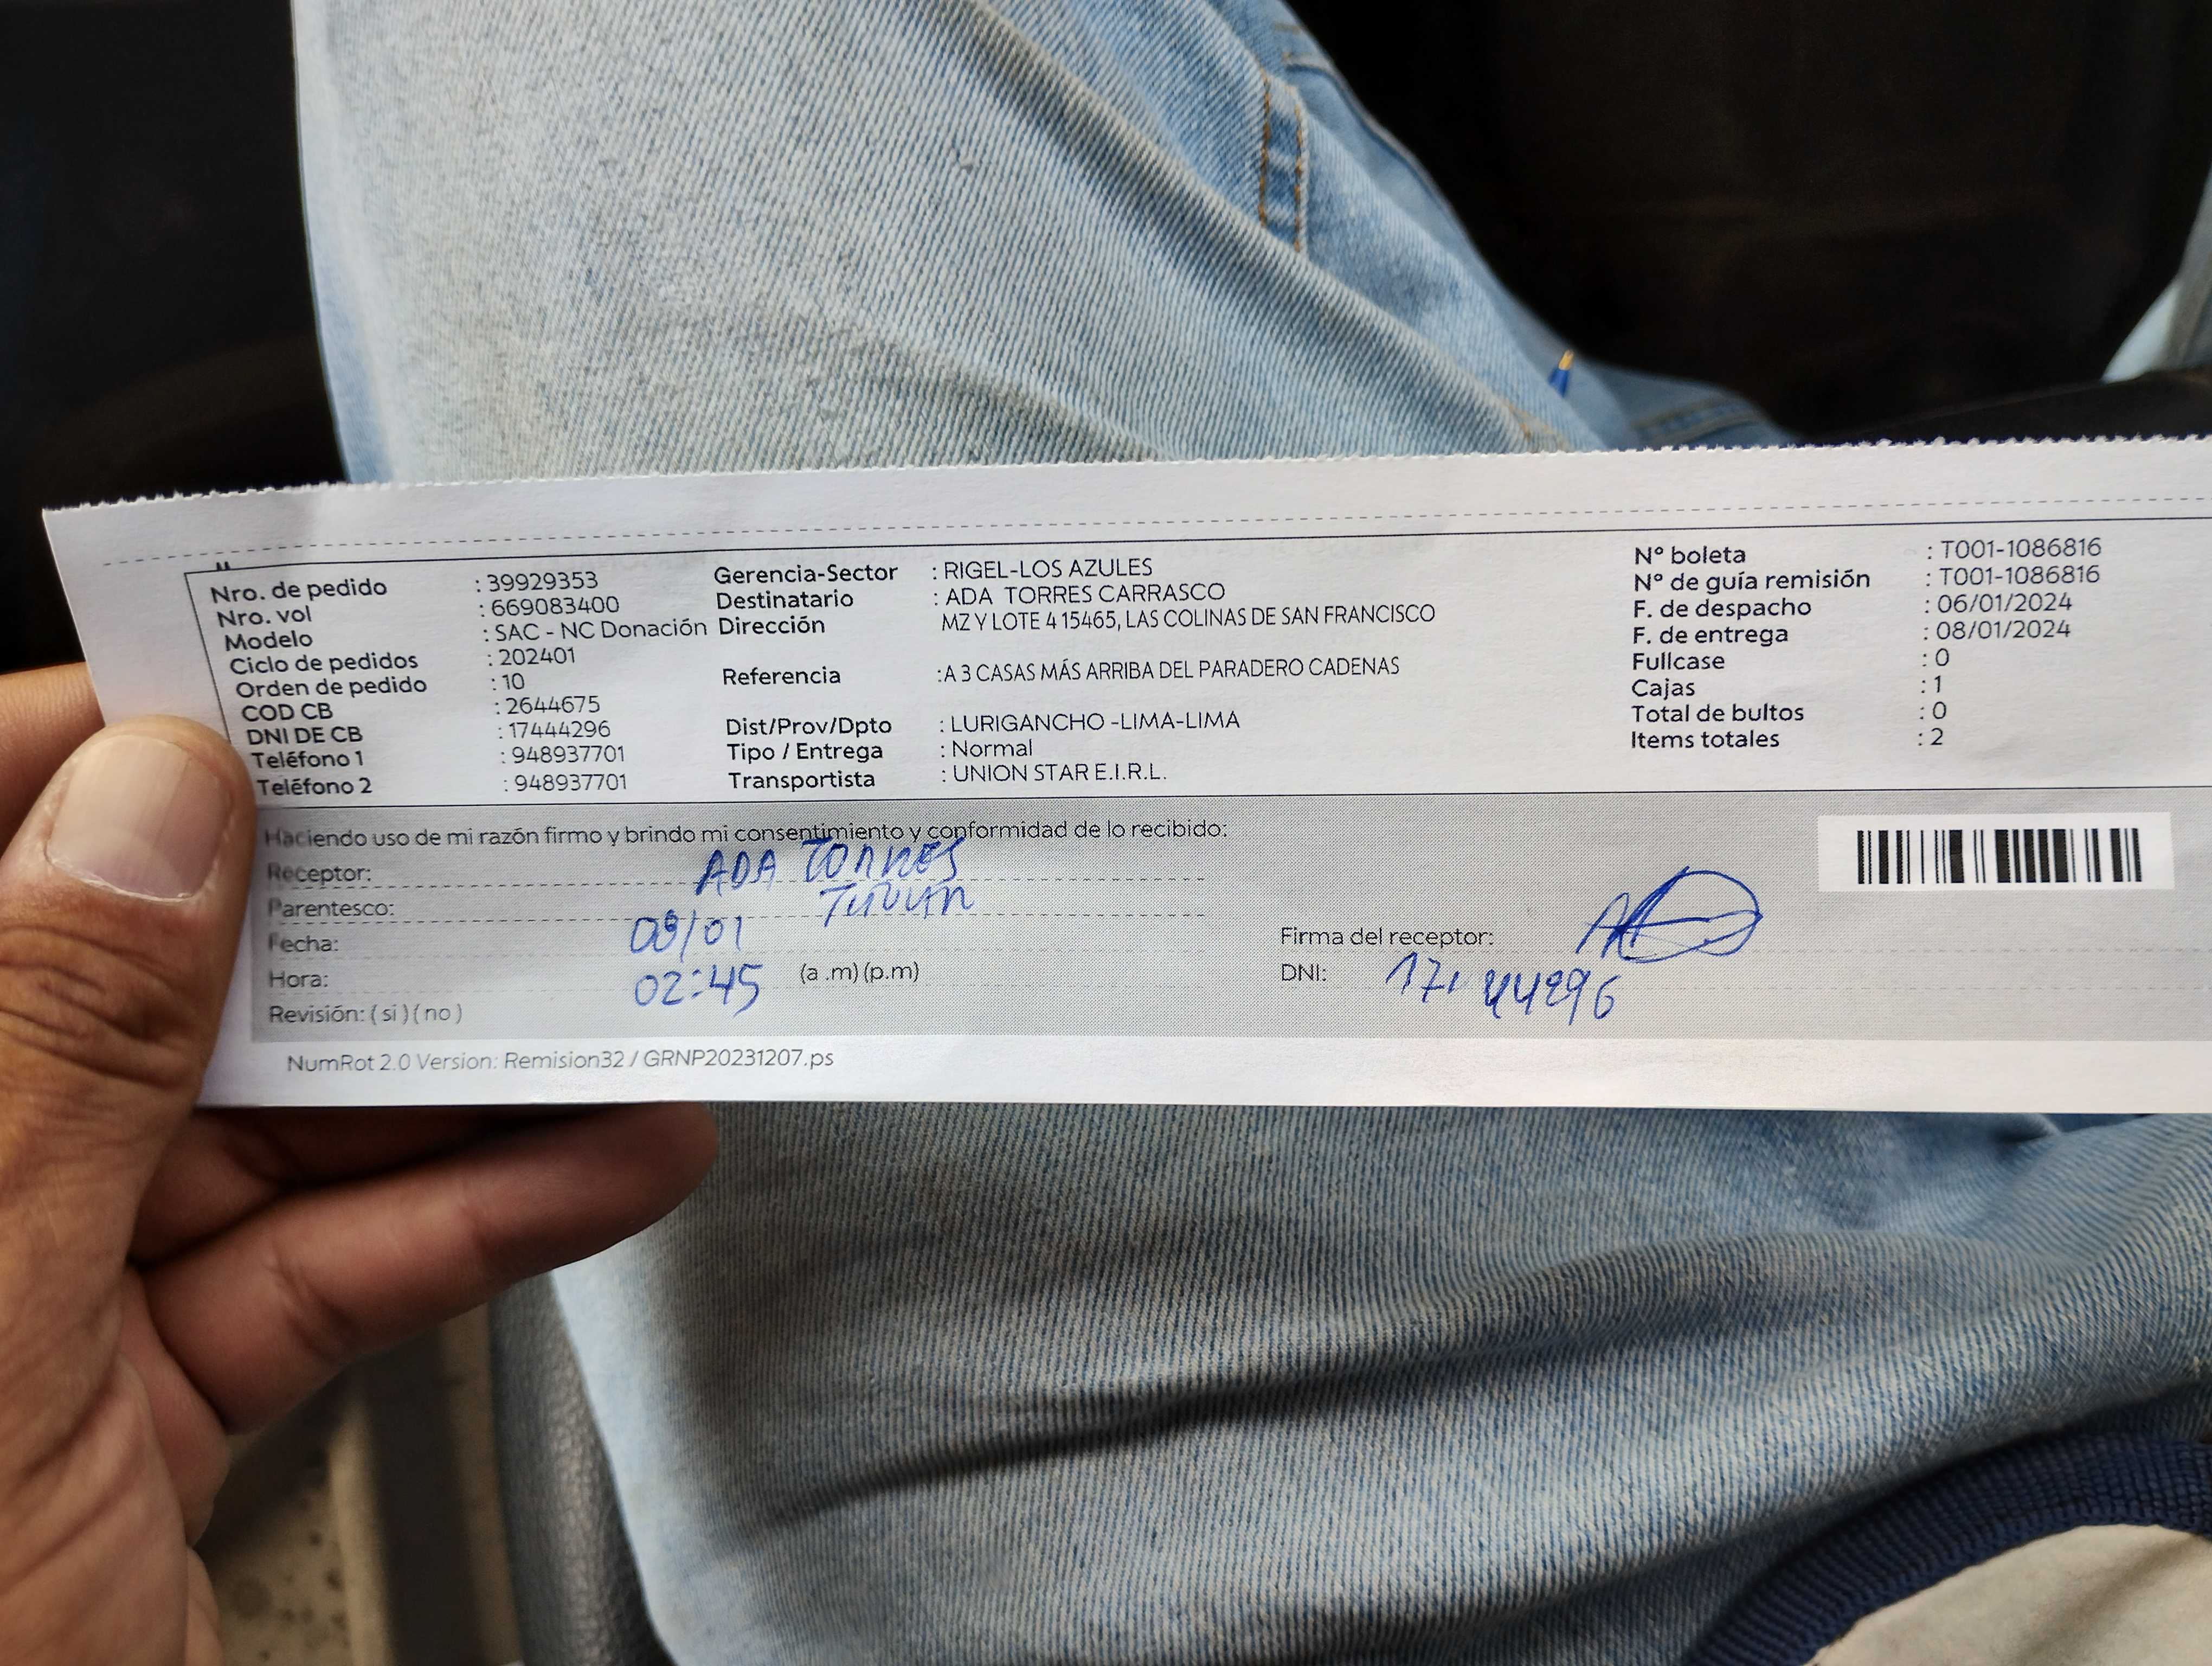 Nro. de pedido : 39929353
Nro. vol : 669083400
Modelo : SAC - NC Donación
Ciclo de pedidos : 202401
Orden de pedido : 10
COD CB : 2644675
DNI DE CB : 17444296
Teléfono 1 : 948937701
Teléfono 2 : 948937701
Gerencia-Sector : RIGEL-LOS AZULES
Destinatario : ADA TORRES CARRASCO
Dirección MZ Y LOTE 4 15465, LAS COLINAS DE SAN FRANCISCO
Referencia :A 3 CASAS MÁS ARRIBA DEL PARADERO CADENAS
Dist/Prov/Dpto : LURIGANCHO -LIMA-LIMA
Tipo / Entrega : Normal
Transportista : UNION STAR E.I.R.L.
N° boleta : T001-1086816
N° de guía remisión : T001-1086816
F. de despacho : 06/01/2024
F. de entrega : 08/01/2024
Fullcase : 0
Cajas : 1
Total de bultos : 0
Items totales : 2
Haciendo uso de mi razón firmo y brindo mi consentimiento y conformidad de lo recibido:
Receptor: ADA TORRES
Parentesco:
Fecha: 08/01
Hora: 02:45 (a .m) (p.m)
Revisión: ( si ) ( no )
Firma del receptor:
DNI: 17444296
NumRot 2.0 Version: Remision32 / GRNP20231207.ps